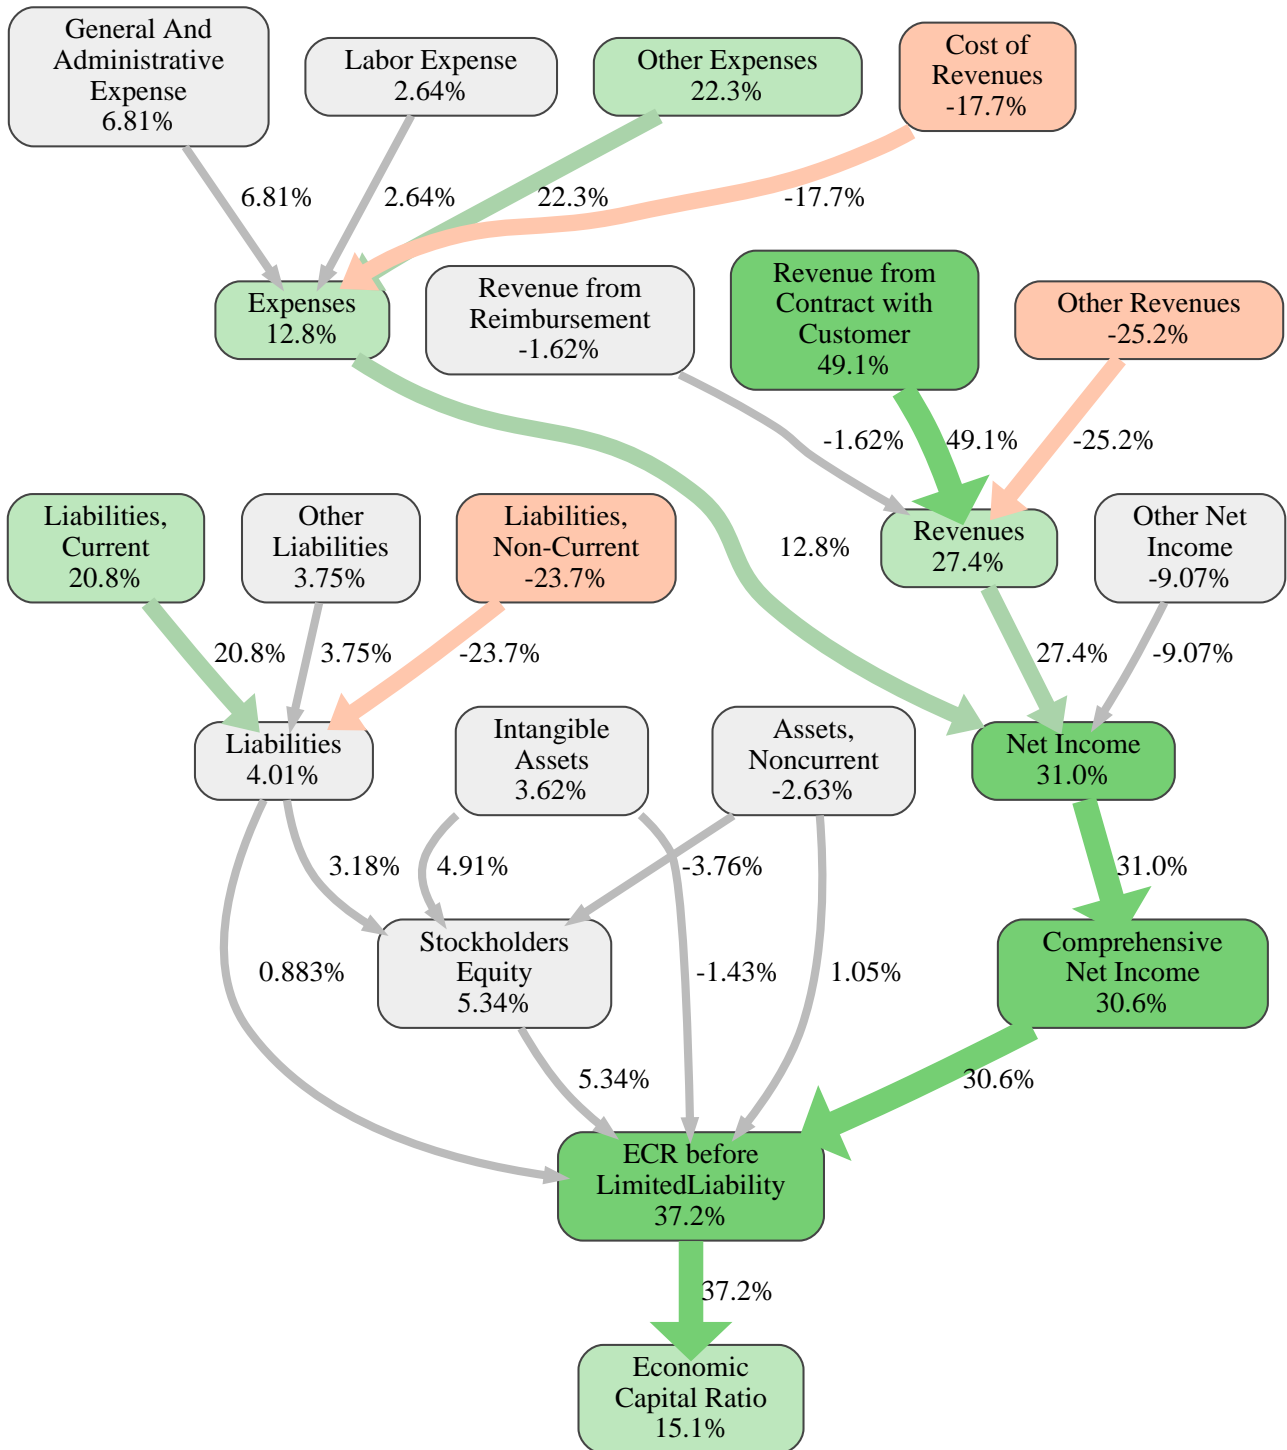 General And
Administrative
Expense
6.81%
Labor Expense
2.64%
Other Expenses
22.3%
Cost of
Revenues
-17.7%
6.81%
2.64%
22.3%
-17.7%
Expenses
12.8%
Revenue from
Reimbursement
-1.62%
Revenue from
Contract with
Customer
49.1%
Other Revenues
-25.2%
-1.62%
49.1%
-25.2%
Liabilities,
Current
20.8%
Other
Liabilities
3.75%
Liabilities,
Non-Current
-23.7%
12.8%
Revenues
27.4%
Other Net
Income
-9.07%
20.8%
3.75%
-23.7%
27.4%
-9.07%
Liabilities
4.01%
Intangible
Assets
3.62%
Assets,
Noncurrent
-2.63%
Net Income
31.0%
3.18%
4.91%
-3.76%
31.0%
0.883%
Stockholders
Equity
5.34%
-1.43%
1.05%
Comprehensive
Net Income
30.6%
5.34%
30.6%
ECR before
LimitedLiability
37.2%
37.2%
Economic
Capital Ratio
15.1%